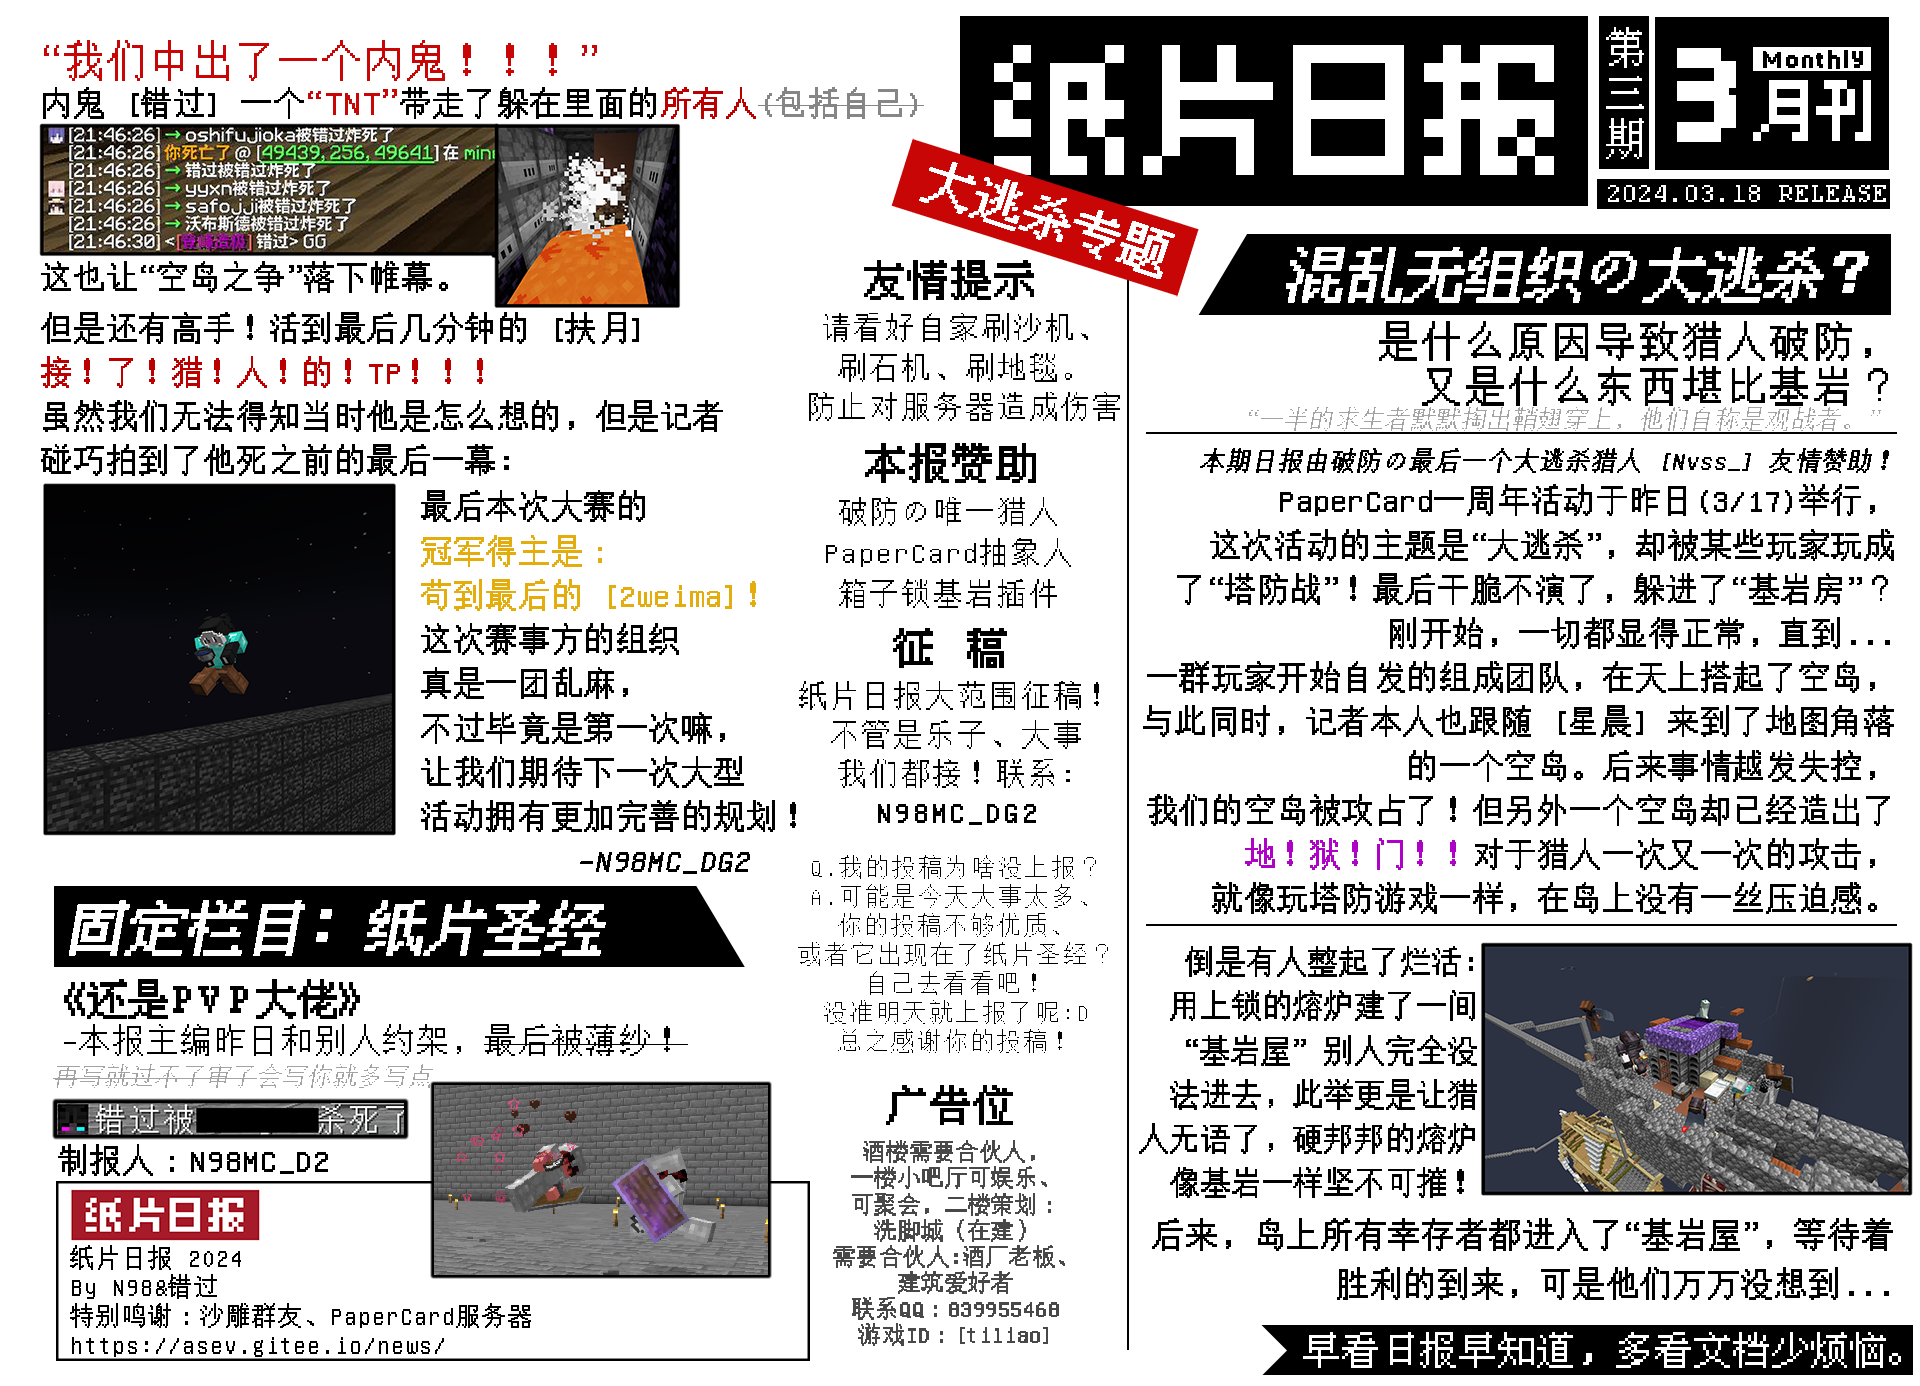 纸片日报
第三期
3
Monthly
月刊
2024.03.18 RELEASE
大逃杀专题
混乱无组织の大逃杀？
是什么原因导致猎人破防，
又是什么东西堪比基岩？
“一半的求生者默默掏出鞘翅穿上，他们自称是观战者。”
本期日报由破防の最后一个大逃杀猎人 [Nvss_] 友情赞助！
PaperCard一周年活动于昨日(3/17)举行，
这次活动的主题是“大逃杀”，却被某些玩家玩成
了“塔防战”！最后干脆不演了，躲进了“基岩房”？
刚开始，一切都显得正常，直到...
一群玩家开始自发的组成团队，在天上搭起了空岛，
与此同时，记者本人也跟随 [星晨] 来到了地图角落
的一个空岛。后来事情越发失控，
我们的空岛被攻占了！但另外一个空岛却已经造出了
地！狱！门！！对于猎人一次又一次的攻击，
就像玩塔防游戏一样，在岛上没有一丝压迫感。
倒是有人整起了烂活：
用上锁的熔炉建了一间
“基岩屋” 别人完全没
法进去，此举更是让猎
人无语了，硬邦邦的熔炉
像基岩一样坚不可摧！
后来，岛上所有幸存者都进入了“基岩屋”，等待着
胜利的到来，可是他们万万没想到...
早看日报早知道，多看文档少烦恼。
“我们中出了一个内鬼！！！”
内鬼 [错过] 一个“TNT”带走了躲在里面的所有人(包括自己)
[21:46:26] → oshifujioka被错过炸死了
[21:46:26] 你死亡了 @ [49439, 256, 49641] 在 min
[21:46:26] → 错过被错过炸死了
[21:46:26] → yyxn被错过炸死了
[21:46:26] → safojji被错过炸死了
[21:46:26] → 沃布斯德被错过炸死了
[21:46:30] 错过> GG
这也让“空岛之争”落下帷幕。
但是还有高手！活到最后几分钟的 [扶月]
接！了！猎！人！的！TP！！！
虽然我们无法得知当时他是怎么想的，但是记者
碰巧拍到了他死之前的最后一幕：
最后本次大赛的
冠军得主是：
苟到最后的 [2weima]！
这次赛事方的组织
真是一团乱麻，
不过毕竟是第一次嘛，
让我们期待下一次大型
活动拥有更加完善的规划！
-N98MC_DG2
固定栏目：纸片圣经
《还是PVP大佬》
-本报主编昨日和别人约架，最后被薄纱！
再写就过不了审了会写你就多写点
错过被
杀死了
制报人：N98MC_D2
纸片日报
纸片日报 2024
By N98&错过
特别鸣谢：沙雕群友、PaperCard服务器
https://asev.gitee.io/news/
友情提示
请看好自家刷沙机、
刷石机、刷地毯。
防止对服务器造成伤害
本报赞助
破防の唯一猎人
PaperCard抽象人
箱子锁基岩插件
征 稿
纸片日报大范围征稿！
不管是乐子、大事
我们都接！联系：
N98MC_DG2
Q.我的投稿为啥没上报？
A.可能是今天大事太多、
你的投稿不够优质、
或者它出现在了纸片圣经？
自己去看看吧！
没准明天就上报了呢:D
总之感谢你的投稿！
广告位
酒楼需要合伙人，
一楼小吧厅可娱乐、
可聚会，二楼策划：
洗脚城（在建）
需要合伙人:酒厂老板、
建筑爱好者
联系QQ：839955468
游戏ID：[tiliao]